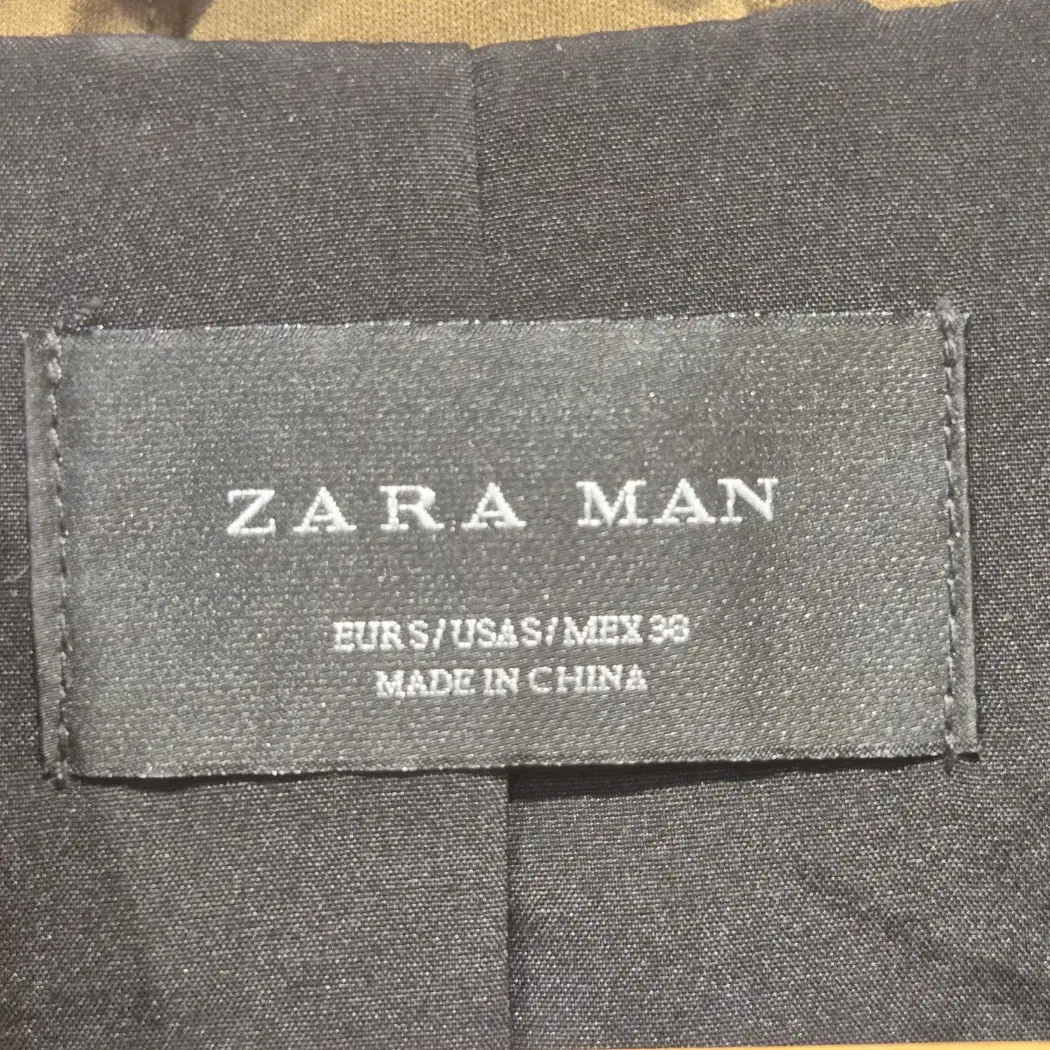 ZARA MAN
EUR S/USA S/MEX 38
MADE IN CHINA